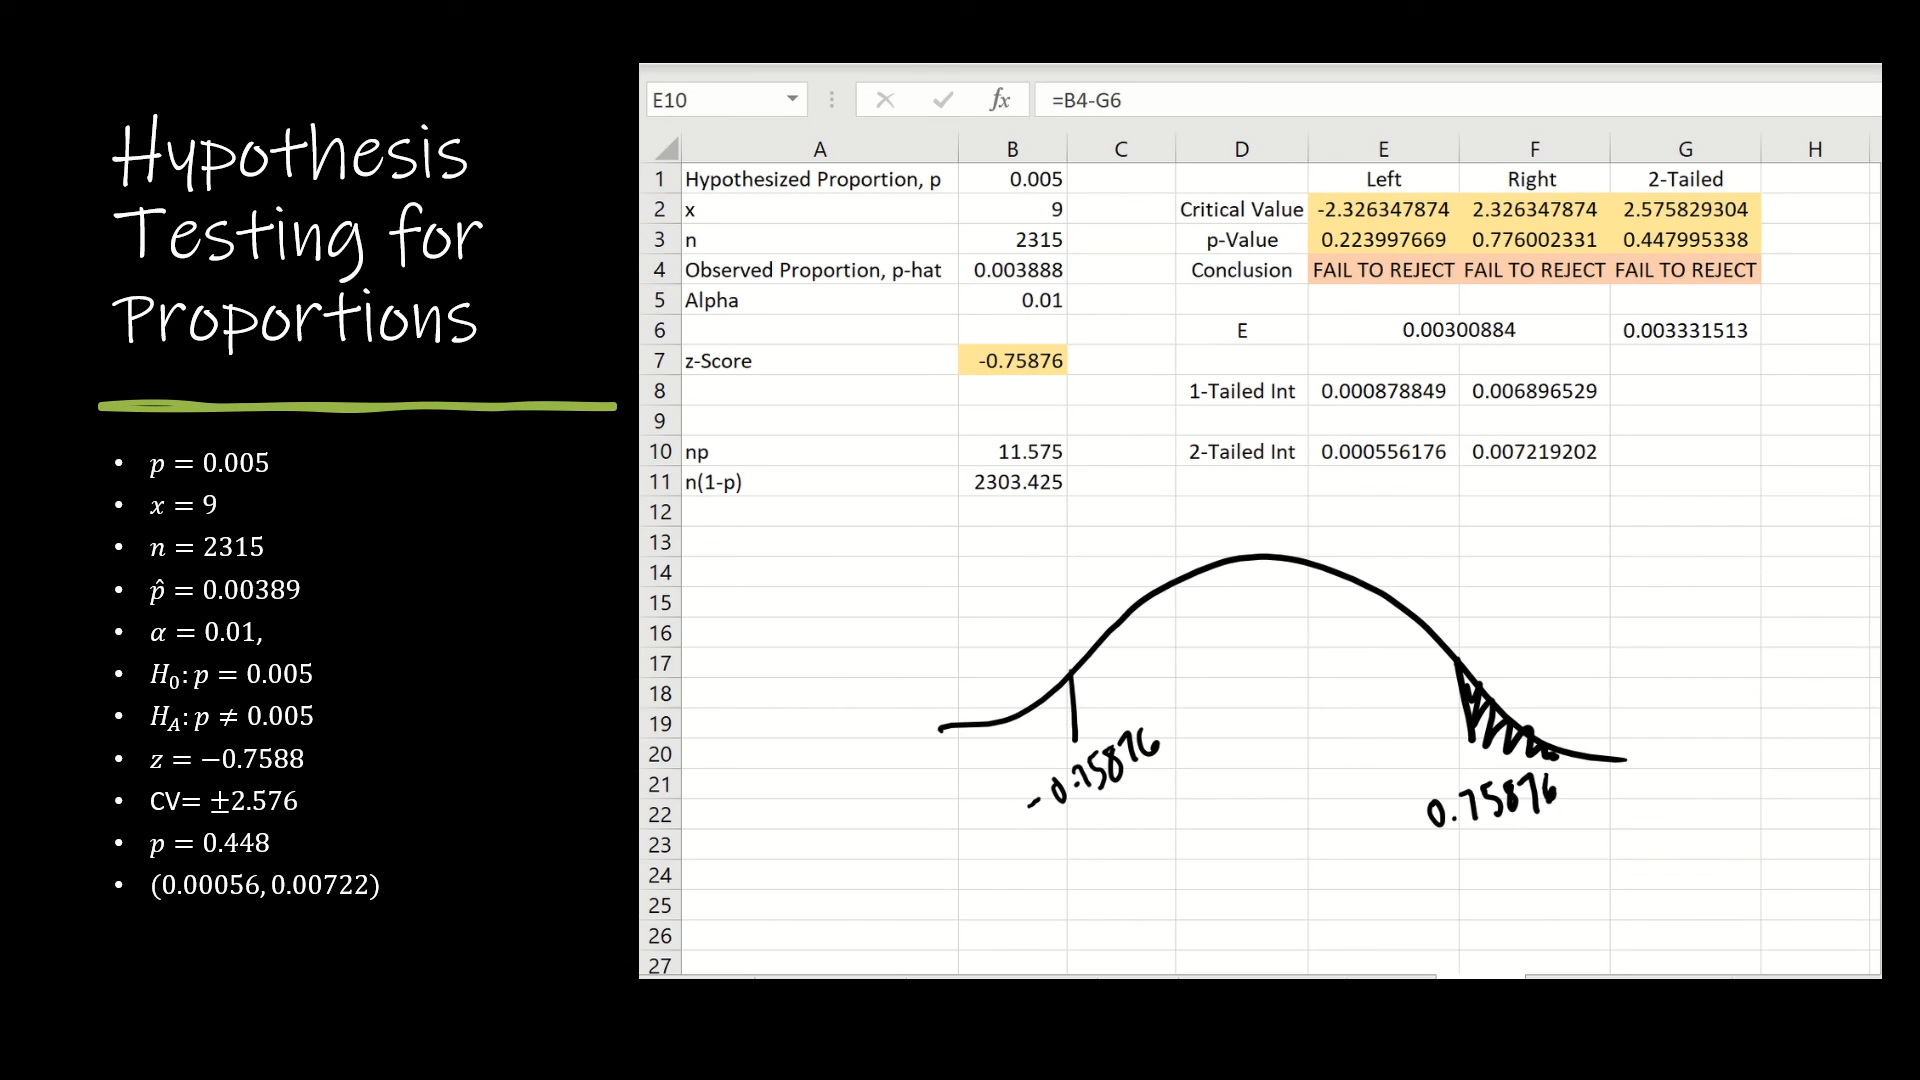 Hypothesis
Testing for
Proportions
• p = 0.005
• x = 9
• n = 2315
• p̂ = 0.00389
• α = 0.01,
• H₀: p = 0.005
• H_A: p ≠ 0.005
• z = −0.7588
• CV= ±2.576
• p = 0.448
• (0.00056, 0.00722)
E10 fx =B4-G6
A B C D E F G H
1 Hypothesized Proportion, p 0.005 Left Right 2-Tailed
2 x 9 Critical Value -2.326347874 2.326347874 2.575829304
3 n 2315 p-Value 0.223997669 0.776002331 0.447995338
4 Observed Proportion, p-hat 0.003888 Conclusion FAIL TO REJECT FAIL TO REJECT FAIL TO REJECT
5 Alpha 0.01
6 E 0.00300884 0.003331513
7 z-Score -0.75876
8 1-Tailed Int 0.000878849 0.006896529
9
10 np 11.575 2-Tailed Int 0.000556176 0.007219202
11 n(1-p) 2303.425
12
13
14
15
16
17
18
19
20
21
22
23
24
25
26
27
-0.75876
0.75876